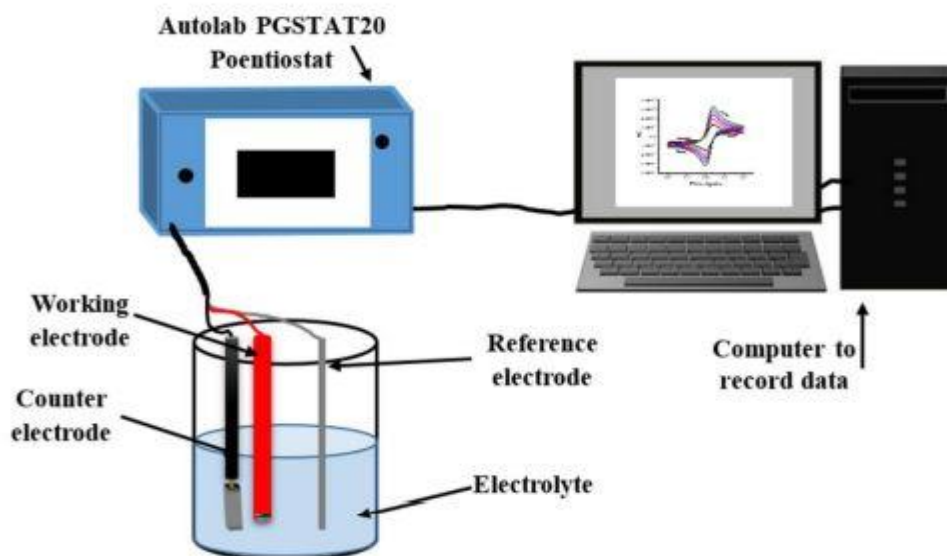 Autolab PGSTAT20
Poentiostat
Working
electrode
Counter
electrode
Reference
electrode
Electrolyte
Computer to
record data